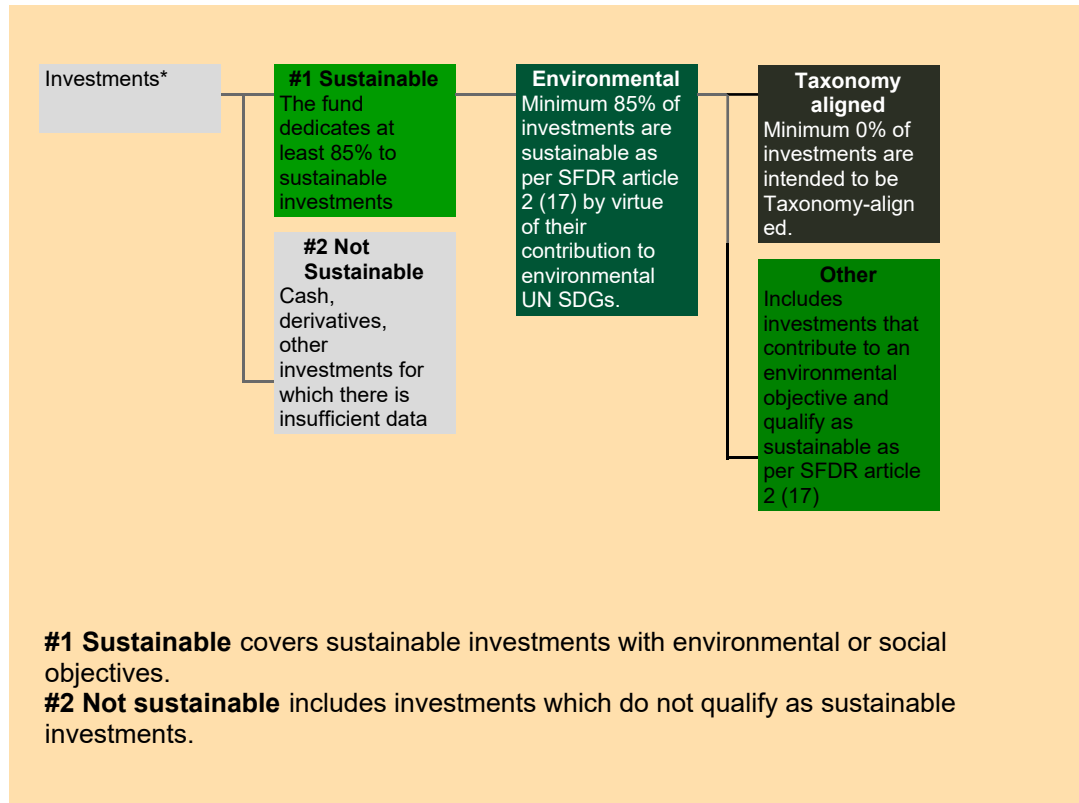 Investments*
#1 Sustainable
The fund
dedicates at
least 85% to
sustainable
investments
#2 Not
Sustainable
Cash,
derivatives,
other
investments for
which there is
insufficient data
Environmental
Minimum 85% of
investments are
sustainable as
per SFDR article
2 (17) by virtue
of their
contribution to
environmental
UN SDGs.
Taxonomy
aligned
Minimum 0% of
investments are
intended to be
Taxonomy-align
ed.
Other
Includes
investments that
contribute to an
environmental
objective and
qualify as
sustainable as
per SFDR article
2 (17)
#1 Sustainable covers sustainable investments with environmental or social
objectives.
#2 Not sustainable includes investments which do not qualify as sustainable
investments.